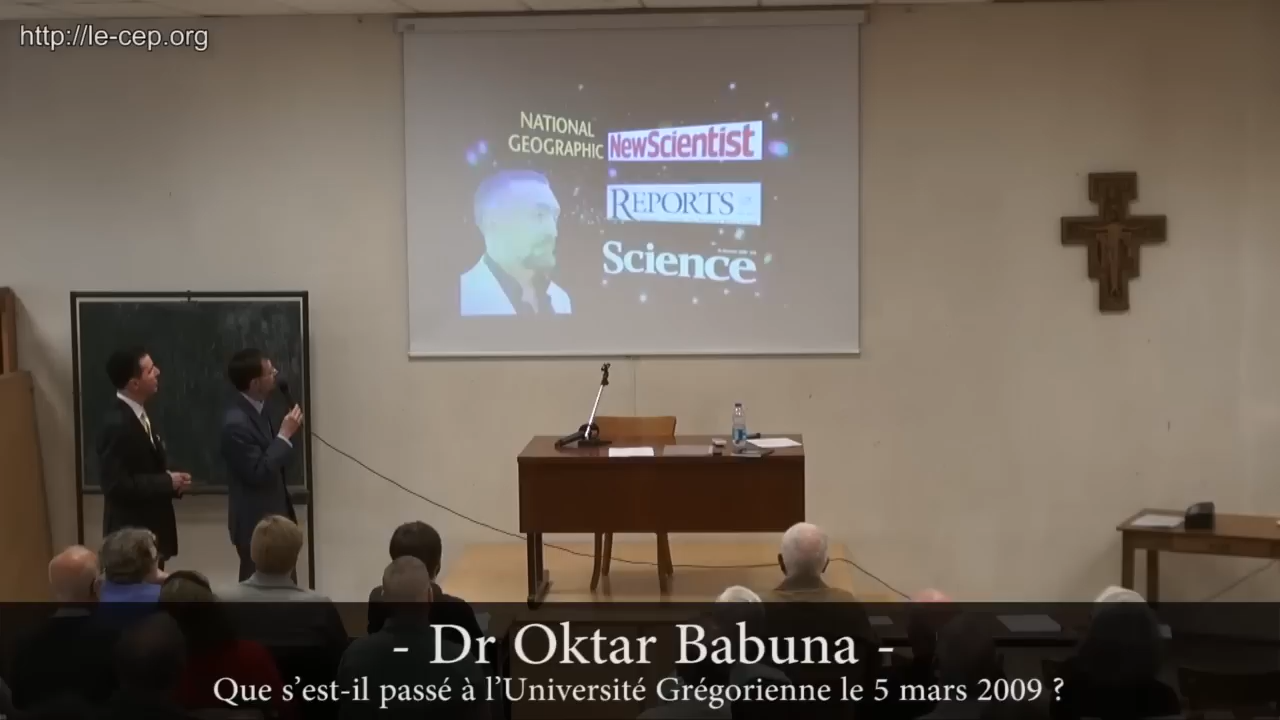 http://le-cep.org
NATIONAL
GEOGRAPHIC
NewScientist
REPORTS
Science
- Dr Oktar Babuna -
Que s’est-il passé à l’Université Grégorienne le 5 mars 2009 ?